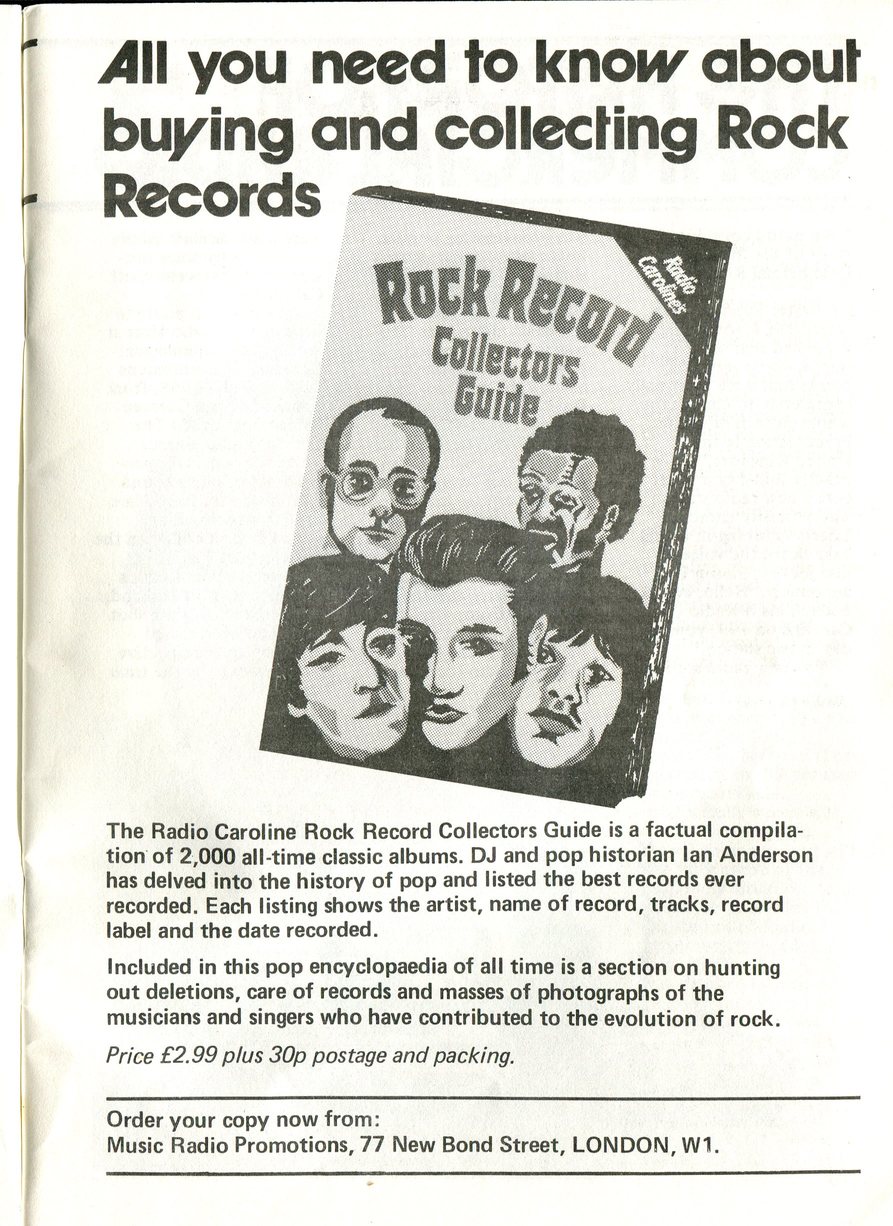 All you need to know about
buying and collecting Rock
Records
Radio
Caroline's
Rock Record
Collectors
Guide
The Radio Caroline Rock Record Collectors Guide is a factual compila-
tion of 2,000 all-time classic albums. DJ and pop historian Ian Anderson
has delved into the history of pop and listed the best records ever
recorded. Each listing shows the artist, name of record, tracks, record
label and the date recorded.
Included in this pop encyclopaedia of all time is a section on hunting
out deletions, care of records and masses of photographs of the
musicians and singers who have contributed to the evolution of rock.
Price £2.99 plus 30p postage and packing.
Order your copy now from:
Music Radio Promotions, 77 New Bond Street, LONDON, W1.